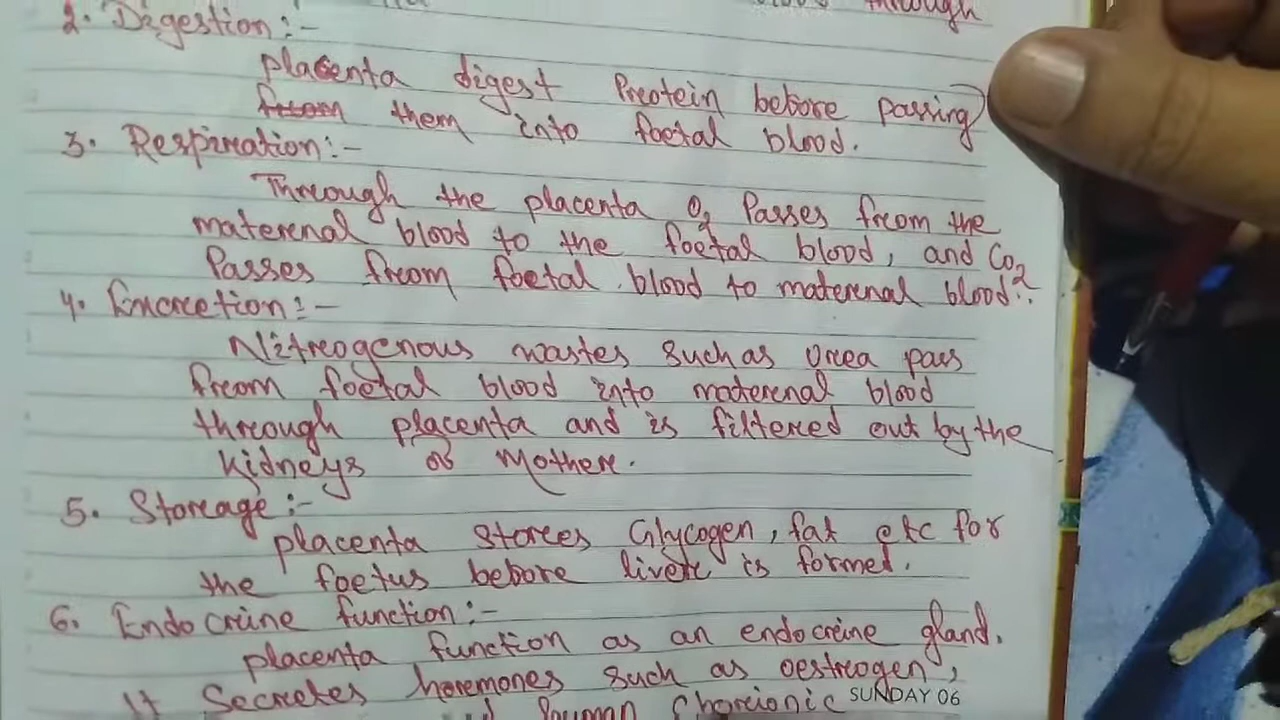 through
2. Digestion:-
placenta digest Protein before passing
from them into foetal blood.
3. Respiration:-
Through the placenta O2 Passes from the
maternal blood to the foetal blood, and CO2
Passes from foetal blood to maternal blood.
4. Excretion:-
Nitrogenous wastes such as Urea pass
from foetal blood into maternal blood
through placenta and is filtered out by the
kidneys of Mother.
5. Storage:-
placenta stores Glycogen, fat etc for
the foetus before liver is formed.
6. Endocrine function:-
placenta function as an endocrine gland.
It Secretes hormones such as oestrogen,
human Chorionic
SUNDAY 06